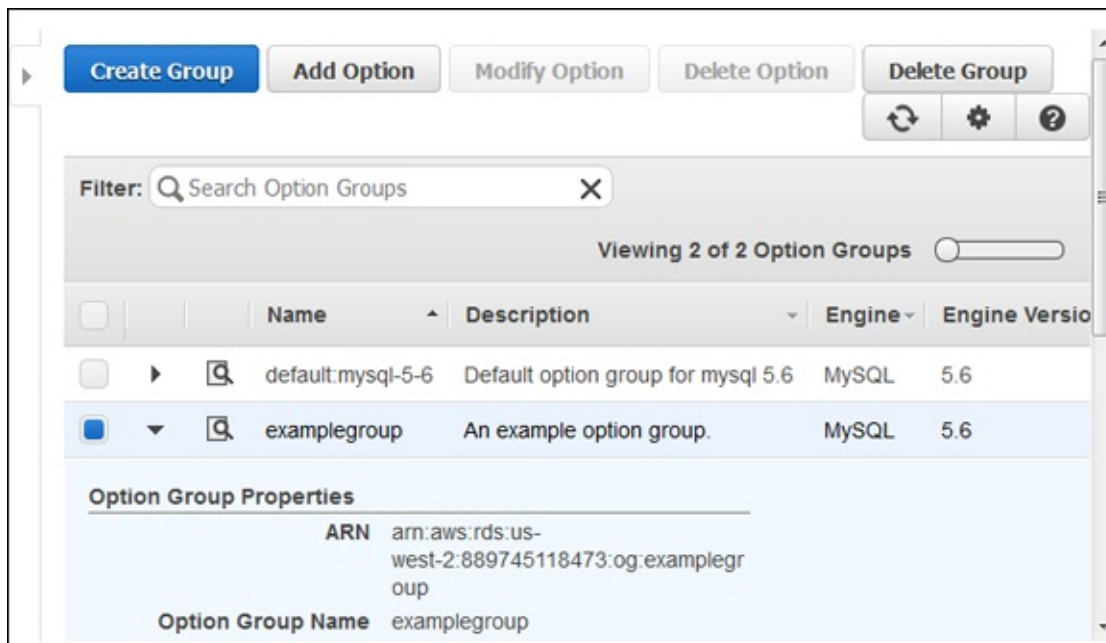 Create Group Add Option Modify Option Delete Option Delete Group
Filter: Search Option Groups
Viewing 2 of 2 Option Groups
Name Description Engine Engine Versio
default:mysql-5-6 Default option group for mysql 5.6 MySQL 5.6
examplegroup An example option group. MySQL 5.6
Option Group Properties
ARN arn:aws:rds:us-
west-2:889745118473:og:examplegr
oup
Option Group Name examplegroup